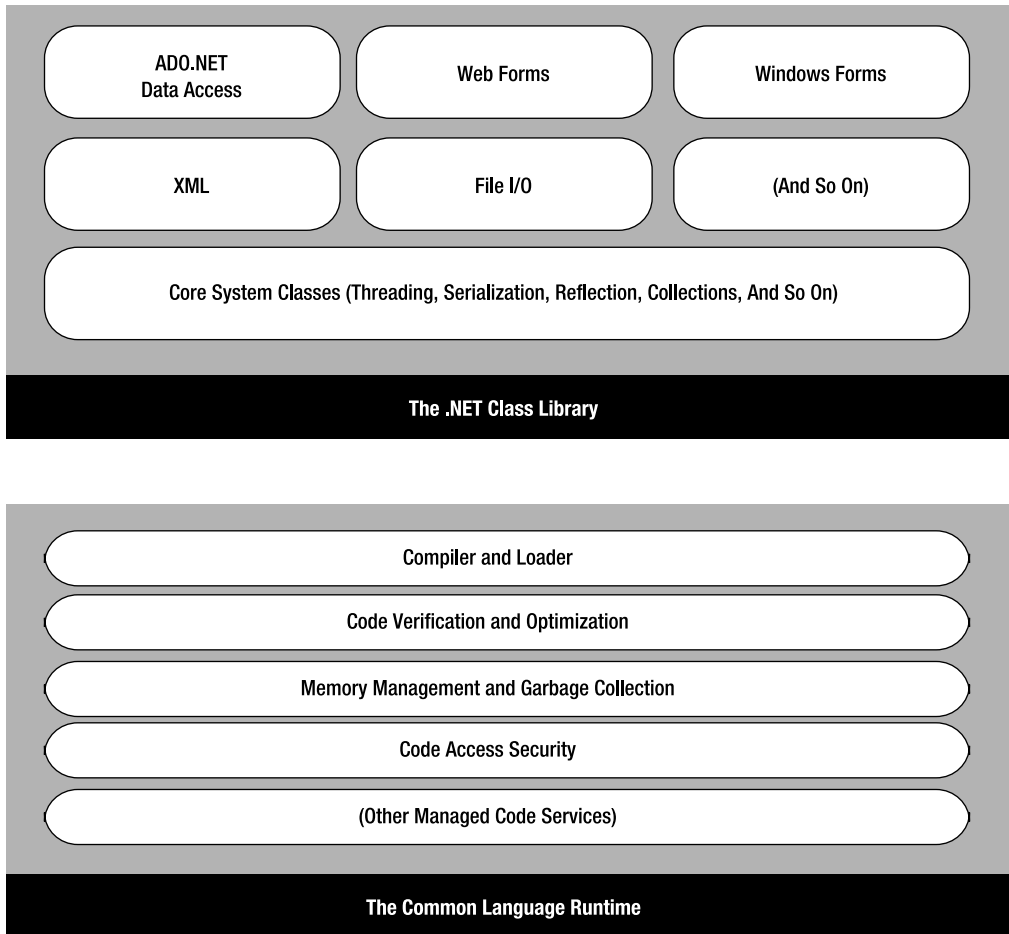 ADO.NET
Data Access
Web Forms
Windows Forms
XML
File I/O
(And So On)
Core System Classes (Threading, Serialization, Reflection, Collections, And So On)
The .NET Class Library
Compiler and Loader
Code Verification and Optimization
Memory Management and Garbage Collection
Code Access Security
(Other Managed Code Services)
The Common Language Runtime